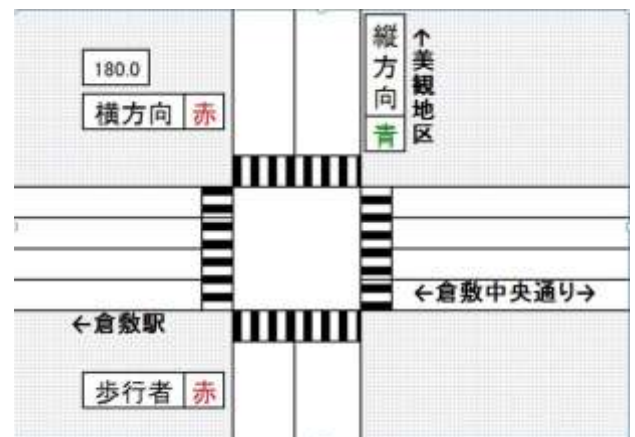 180.0
横方向 赤
縦方向 青
↑美観地区
←倉敷中央通り→
←倉敷駅
歩行者 赤